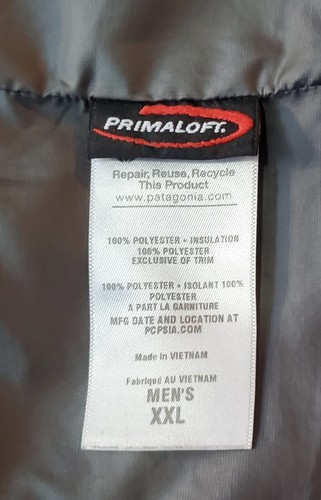 PRIMALOFT.
Repair, Reuse, Recycle
This Product
www.patagonia.com
100% POLYESTER • INSULATION
100% POLYESTER
EXCLUSIVE OF TRIM
100% POLYESTER • ISOLANT 100%
POLYESTER
A PART LA GARNITURE
MFG DATE AND LOCATION AT
PCPSIA.COM
Made in VIETNAM
Fabriqué AU VIETNAM
MEN'S
XXL